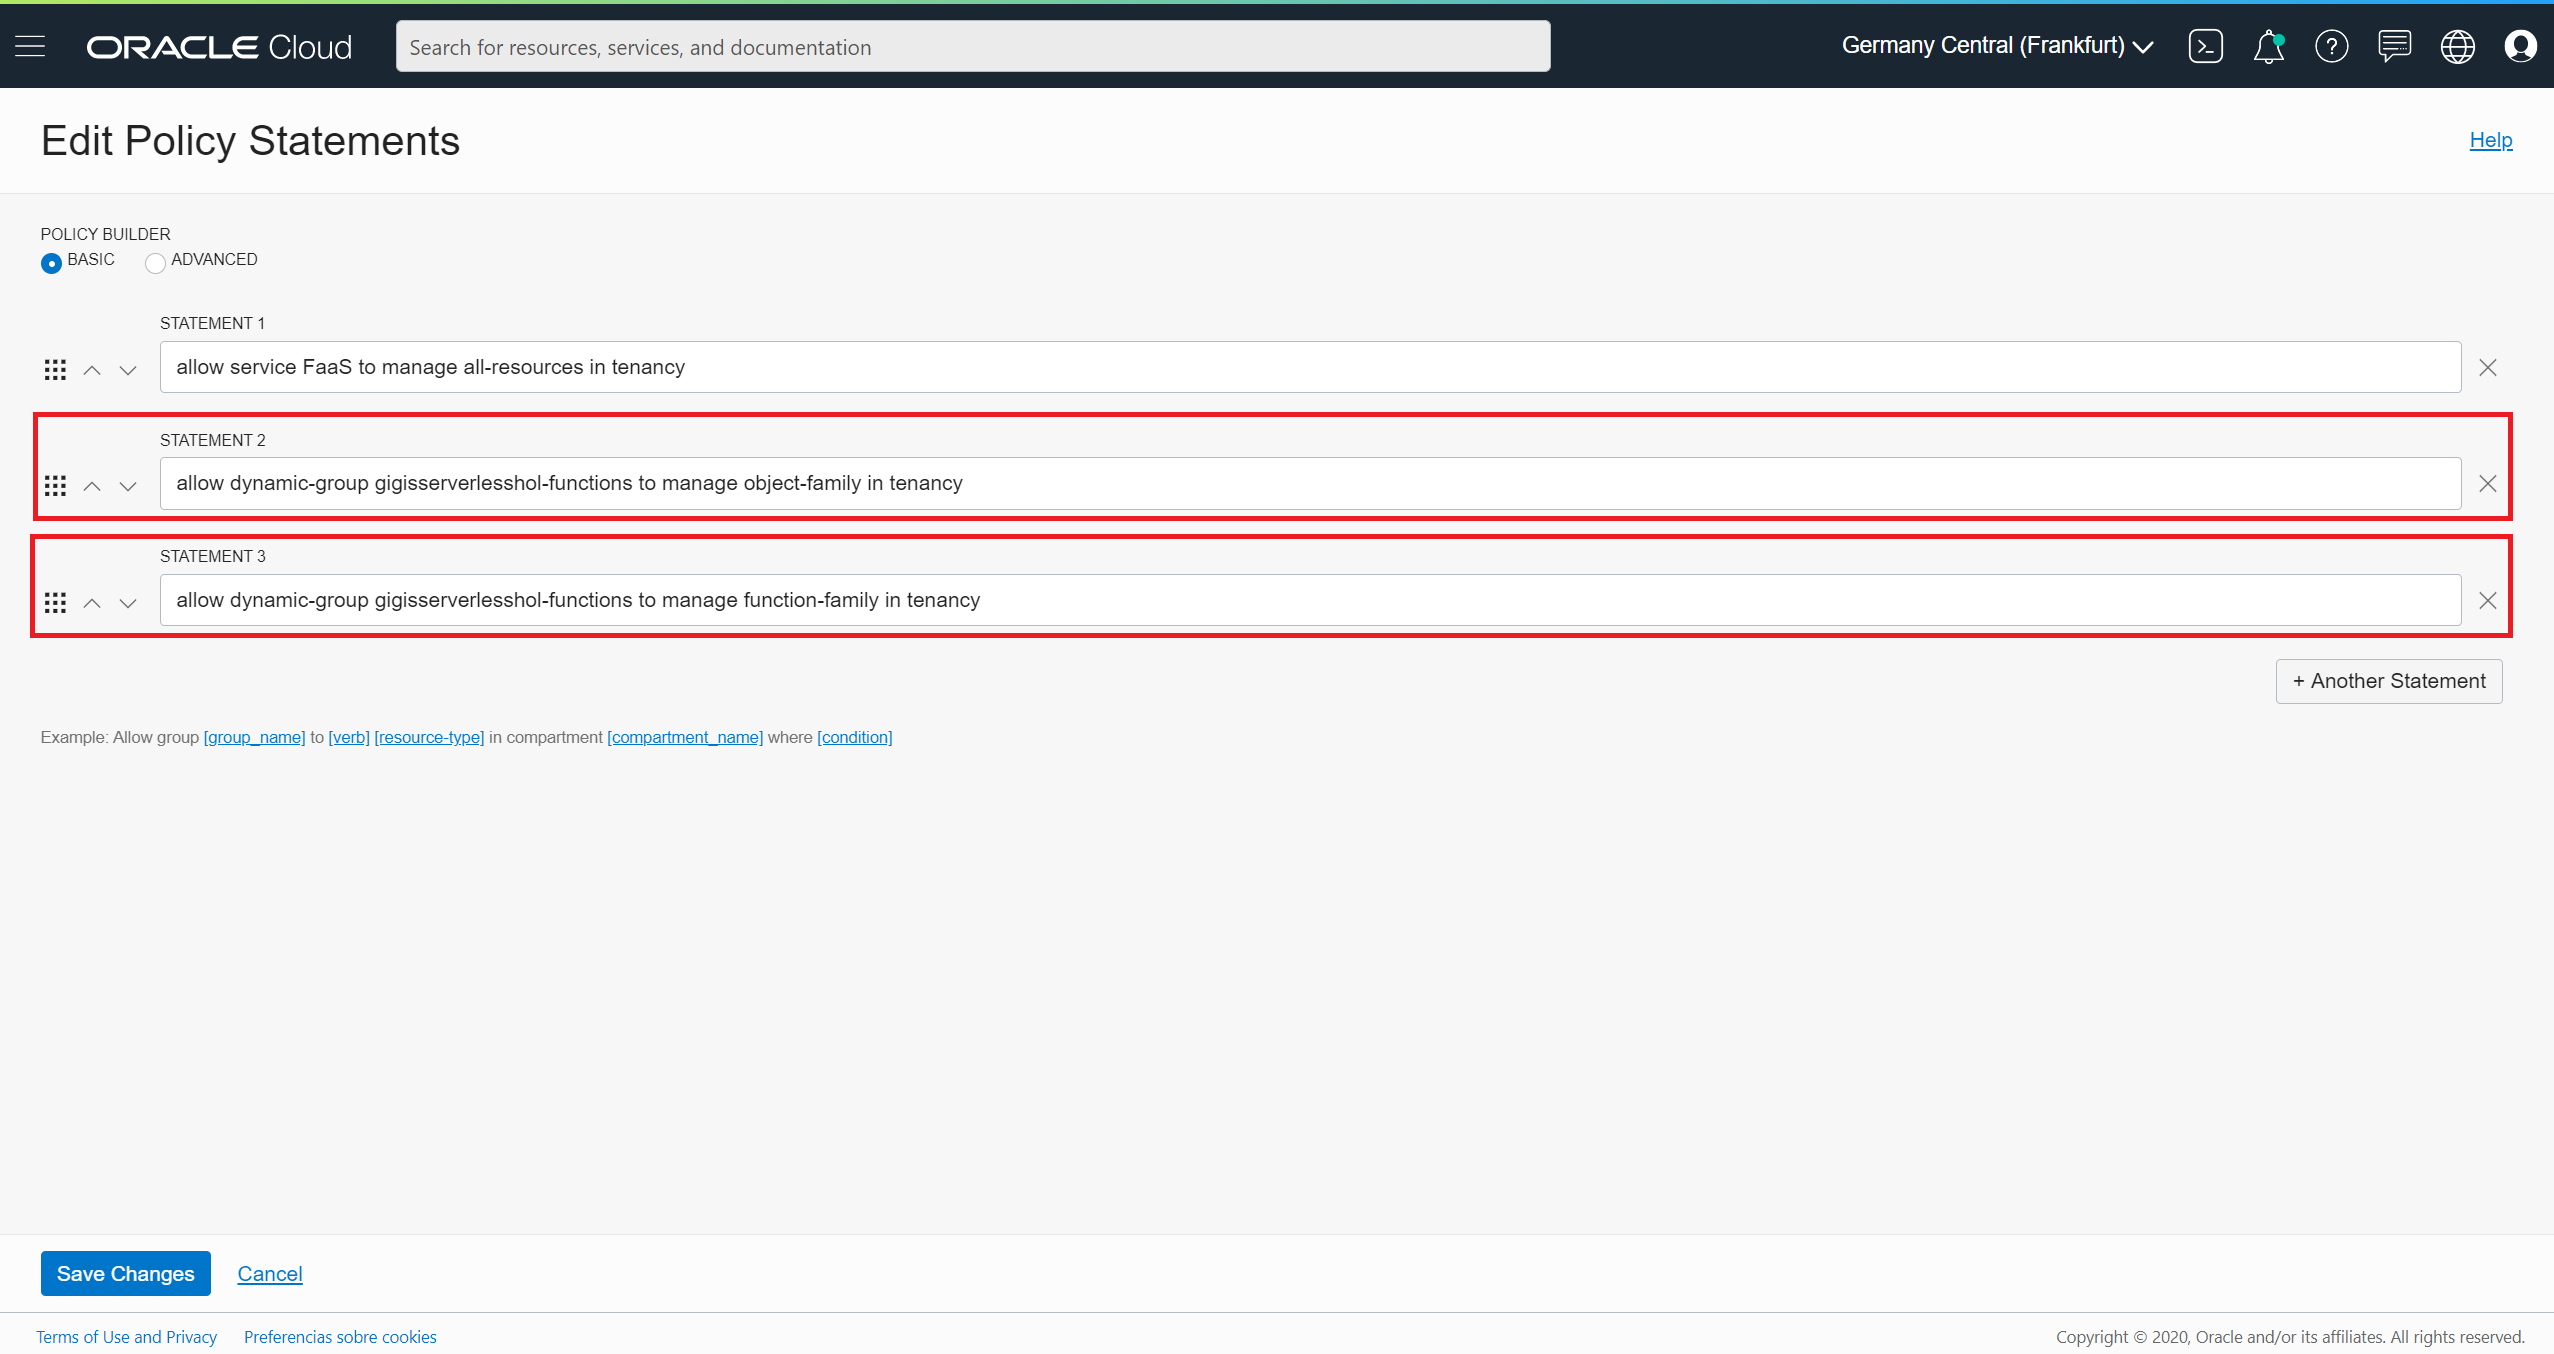 ORACLE Cloud
Search for resources, services, and documentation
Germany Central (Frankfurt)
Edit Policy Statements
Help
POLICY BUILDER
BASIC ADVANCED
STATEMENT 1
allow service FaaS to manage all-resources in tenancy
STATEMENT 2
allow dynamic-group gigisserverlesshol-functions to manage object-family in tenancy
STATEMENT 3
allow dynamic-group gigisserverlesshol-functions to manage function-family in tenancy
+ Another Statement
Example: Allow group [group_name] to [verb] [resource-type] in compartment [compartment_name] where [condition]
Save Changes Cancel
Terms of Use and Privacy Preferencias sobre cookies Copyright © 2020, Oracle and/or its affiliates. All rights reserved.